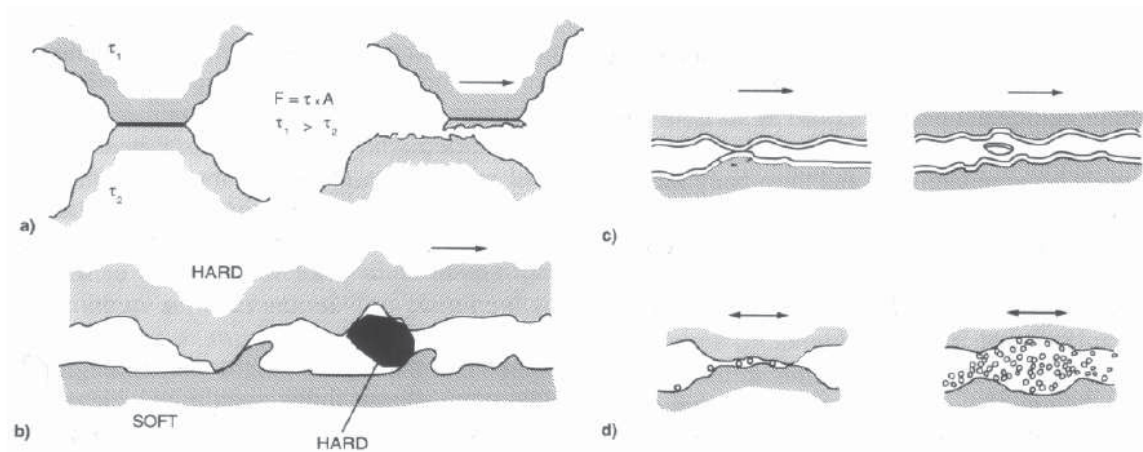 τ₁
F = τ x A
τ₁ > τ₂
τ₂
a)
HARD
SOFT
HARD
b)
c)
d)